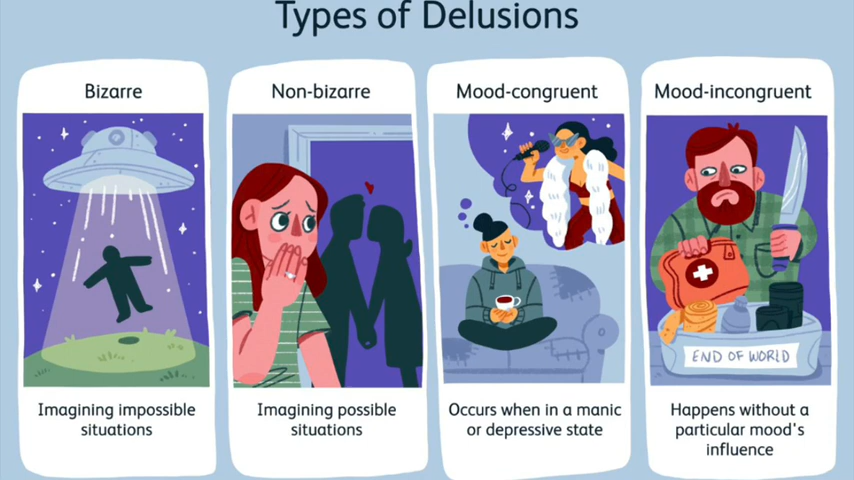 Types of Delusions
Bizarre
Imagining impossible
situations
Non-bizarre
Imagining possible
situations
Mood-congruent
Occurs when in a manic
or depressive state
Mood-incongruent
END OF WORLD
Happens without a
particular mood's
influence